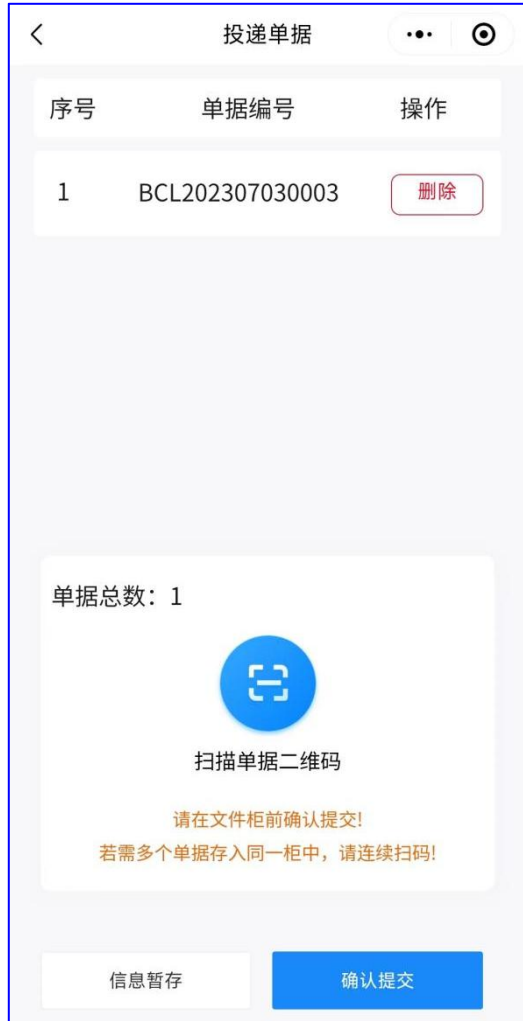 投递单据
序号 单据编号 操作
1 BCL202307030003 删除
单据总数：1
扫描单据二维码
请在文件柜前确认提交!
若需多个单据存入同一柜中，请连续扫码!
信息暂存 确认提交